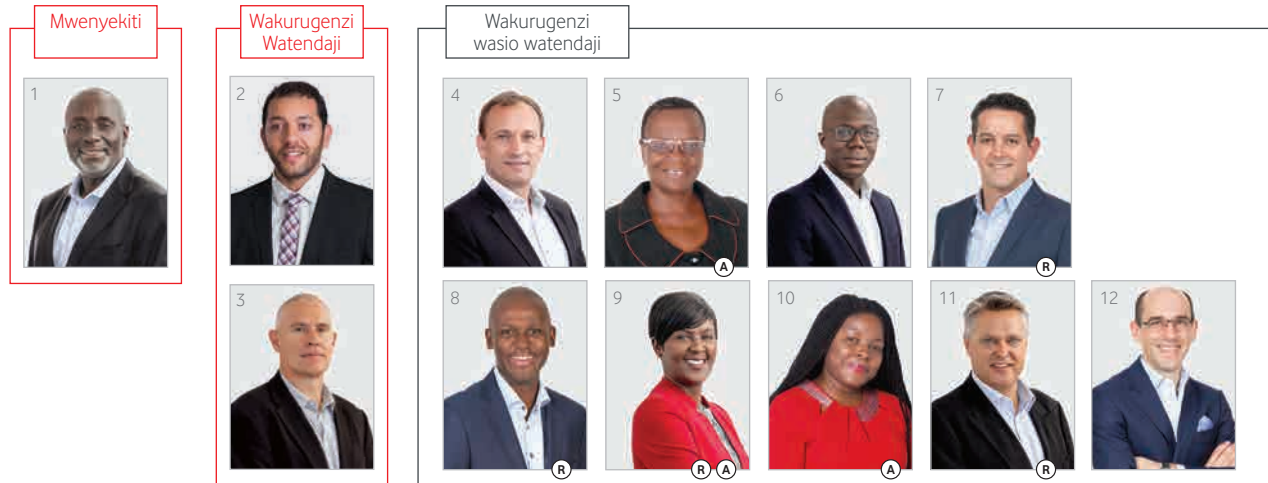 Mwenyekiti
Wakurugenzi
Watendaji
Wakurugenzi
wasio watendaji
1
2
4
5
6
7
A
R
3
8
9
10
11
12
R
R A
A
R